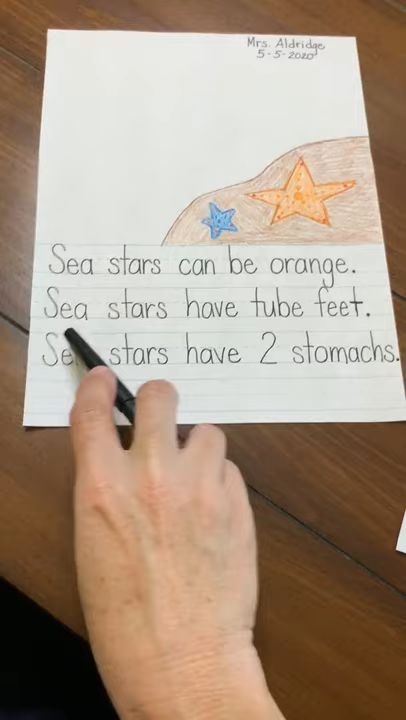 Mrs. Aldridge
5-5-2020
Sea stars can be orange.
Sea stars have tube feet.
Sea stars have 2 stomachs.